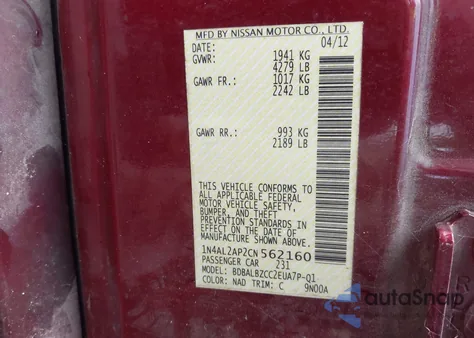 MFD BY NISSAN MOTOR CO., LTD.
DATE: 04/12
GVWR: 1941 KG
4279 LB
GAWR FR.: 1017 KG
2242 LB
GAWR RR.: 993 KG
2189 LB
THIS VEHICLE CONFORMS TO
ALL APPLICABLE FEDERAL
MOTOR VEHICLE SAFETY,
BUMPER, AND THEFT
PREVENTION STANDARDS IN
EFFECT ON THE DATE OF
MANUFACTURE SHOWN ABOVE.
1N4AL2AP2CN562160
PASSENGER CAR 231
MODEL: BDBALBZCC2EUA7P-Q1
COLOR: NAD TRIM: C 9N00A
autoSnap